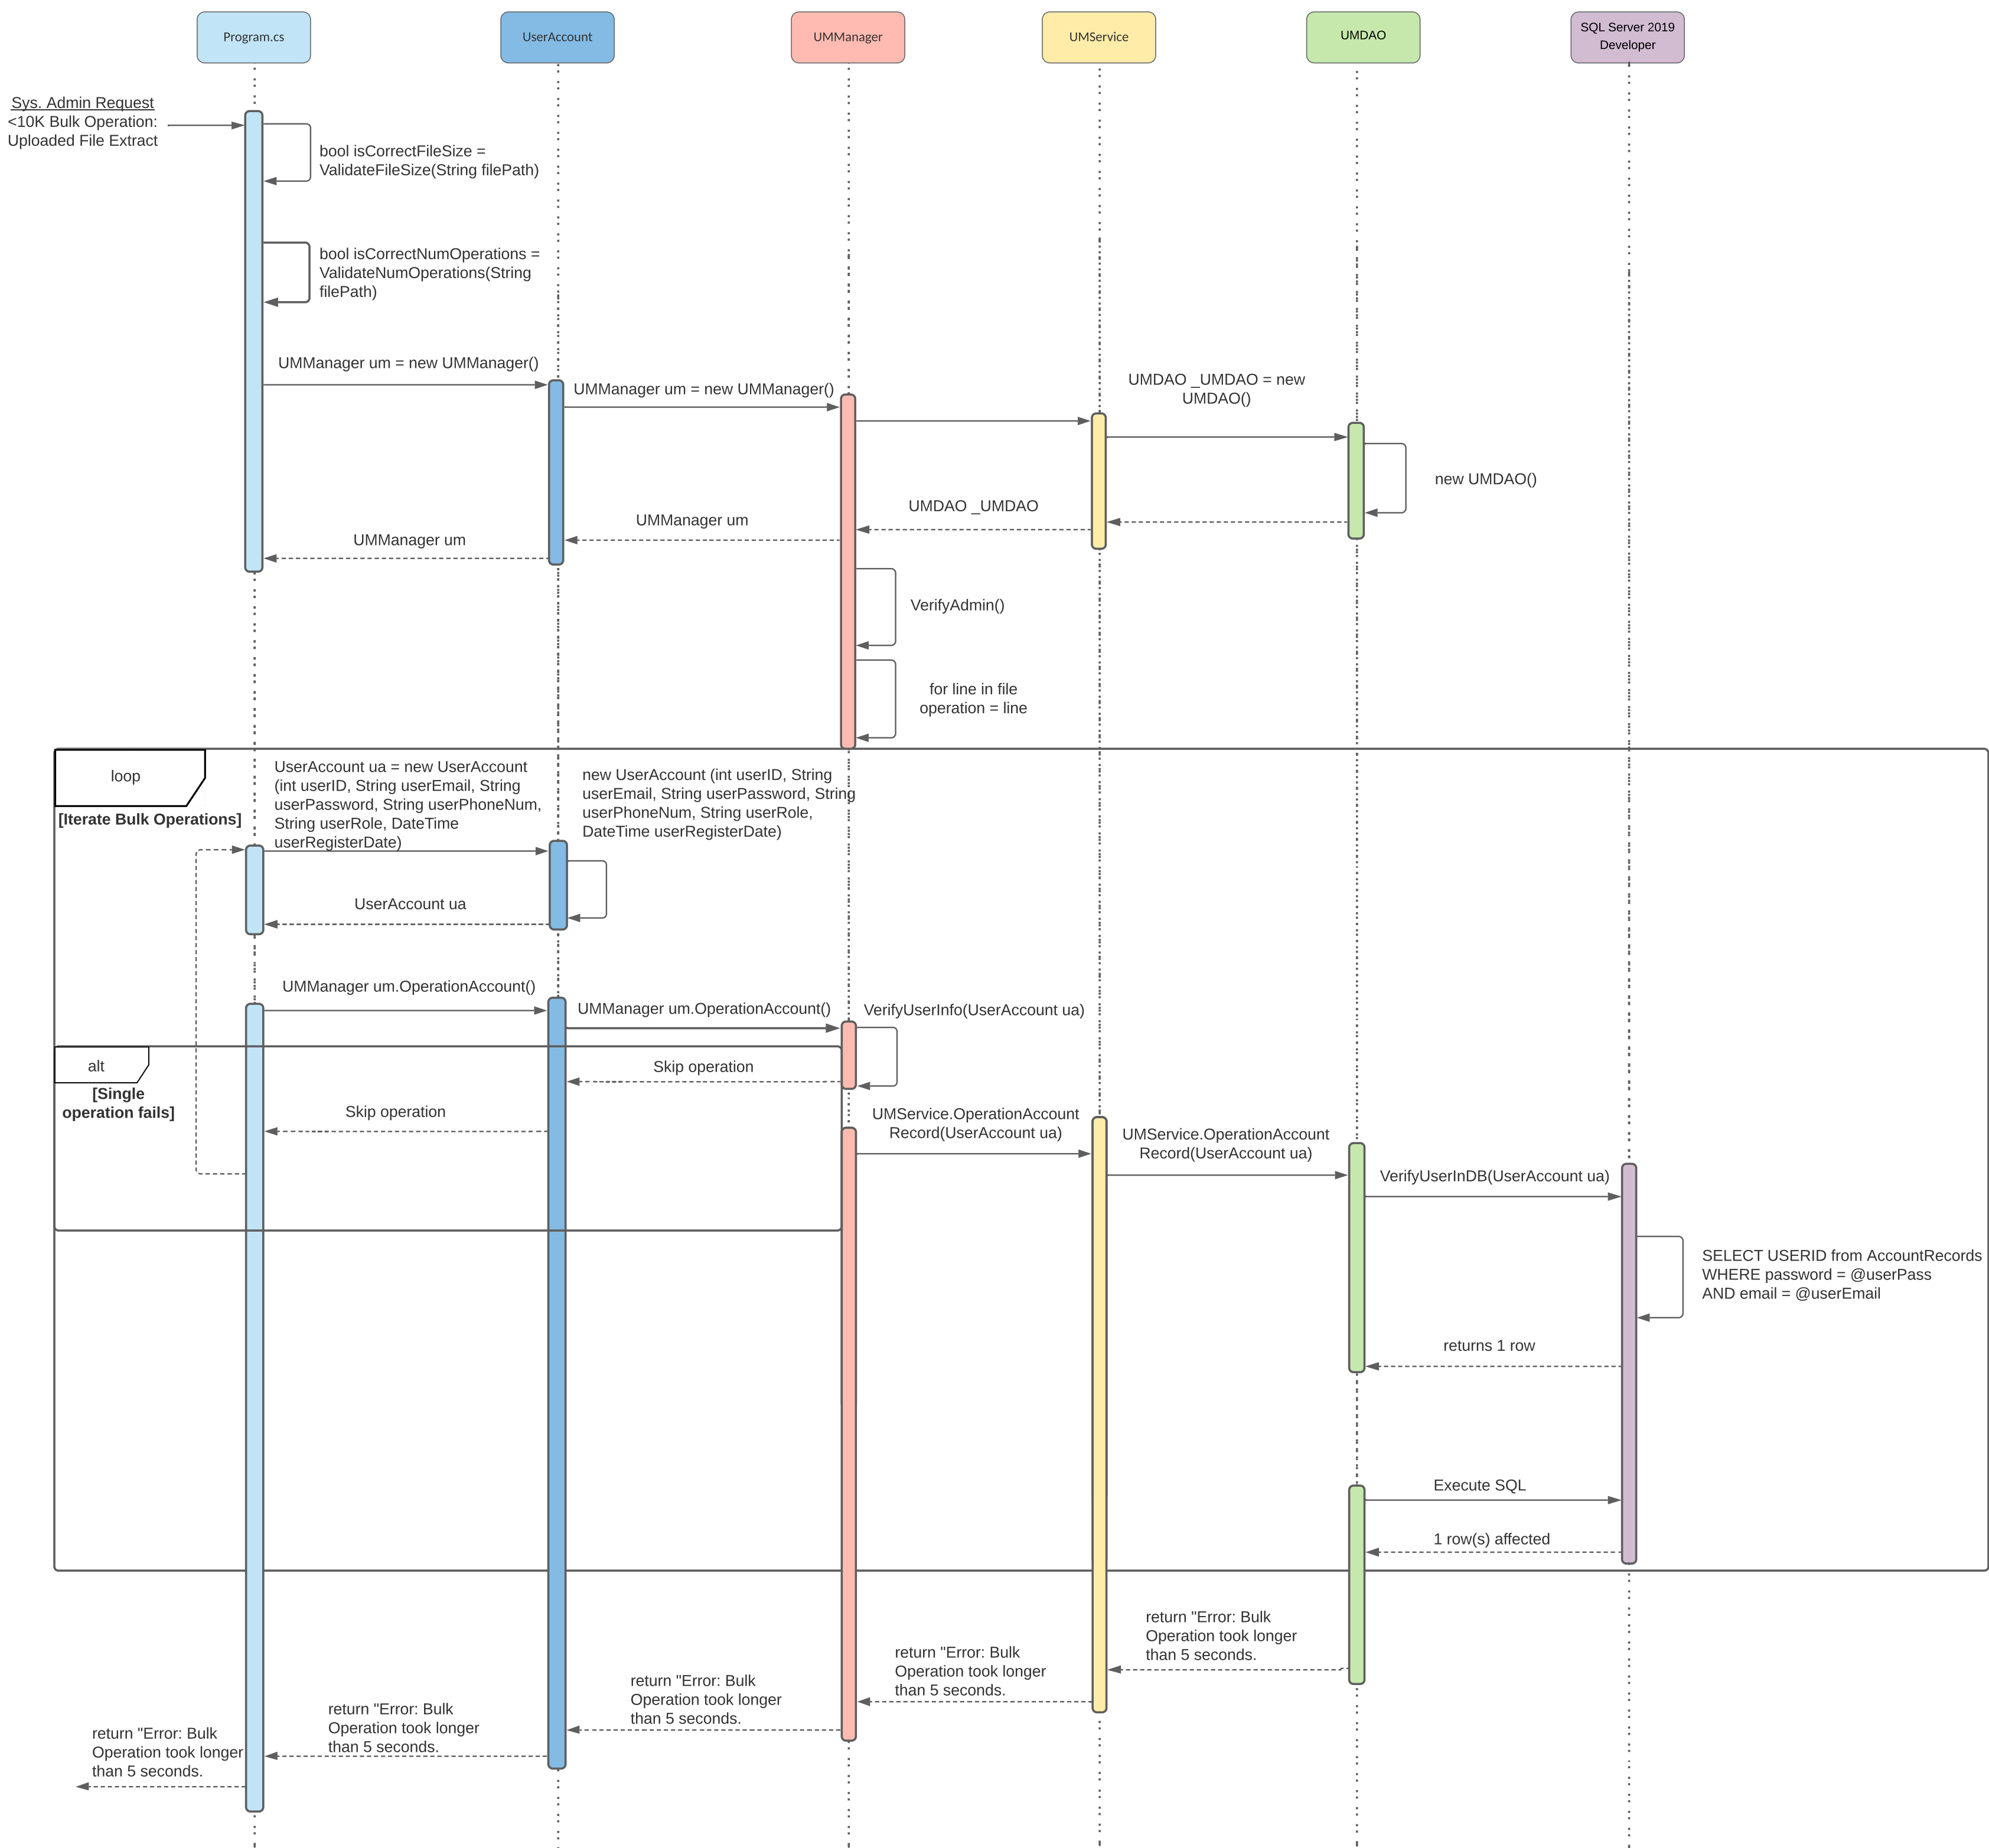 Program.cs
UserAccount
UMManager
UMService
UMDAO
SQL Server 2019
Developer
Sys. Admin Request
<10K Bulk Operation:
Uploaded File Extract
bool isCorrectFileSize =
ValidateFileSize(String filePath)
bool isCorrectNumOperations =
ValidateNumOperations(String
filePath)
UMManager um = new UMManager()
UMManager um = new UMManager()
UMDAO _UMDAO = new
UMDAO()
new UMDAO()
UMDAO _UMDAO
UMManager um
UMManager um
VerifyAdmin()
for line in file
operation = line
loop
[Iterate Bulk Operations]
UserAccount ua = new UserAccount
(int userID, String userEmail, String
userPassword, String userPhoneNum,
String userRole, DateTime
userRegisterDate)
new UserAccount (int userID, String
userEmail, String userPassword, String
userPhoneNum, String userRole,
DateTime userRegisterDate)
UserAccount ua
UMManager um.OperationAccount()
UMManager um.OperationAccount()
VerifyUserInfo(UserAccount ua)
alt
[Single
operation fails]
Skip operation
Skip operation
UMService.OperationAccount
Record(UserAccount ua)
UMService.OperationAccount
Record(UserAccount ua)
VerifyUserInDB(UserAccount ua)
SELECT USERID from AccountRecords
WHERE password = @userPass
AND email = @userEmail
returns 1 row
Execute SQL
1 row(s) affected
return "Error: Bulk
Operation took longer
than 5 seconds.
return "Error: Bulk
Operation took longer
than 5 seconds.
return "Error: Bulk
Operation took longer
than 5 seconds.
return "Error: Bulk
Operation took longer
than 5 seconds.
return "Error: Bulk
Operation took longer
than 5 seconds.